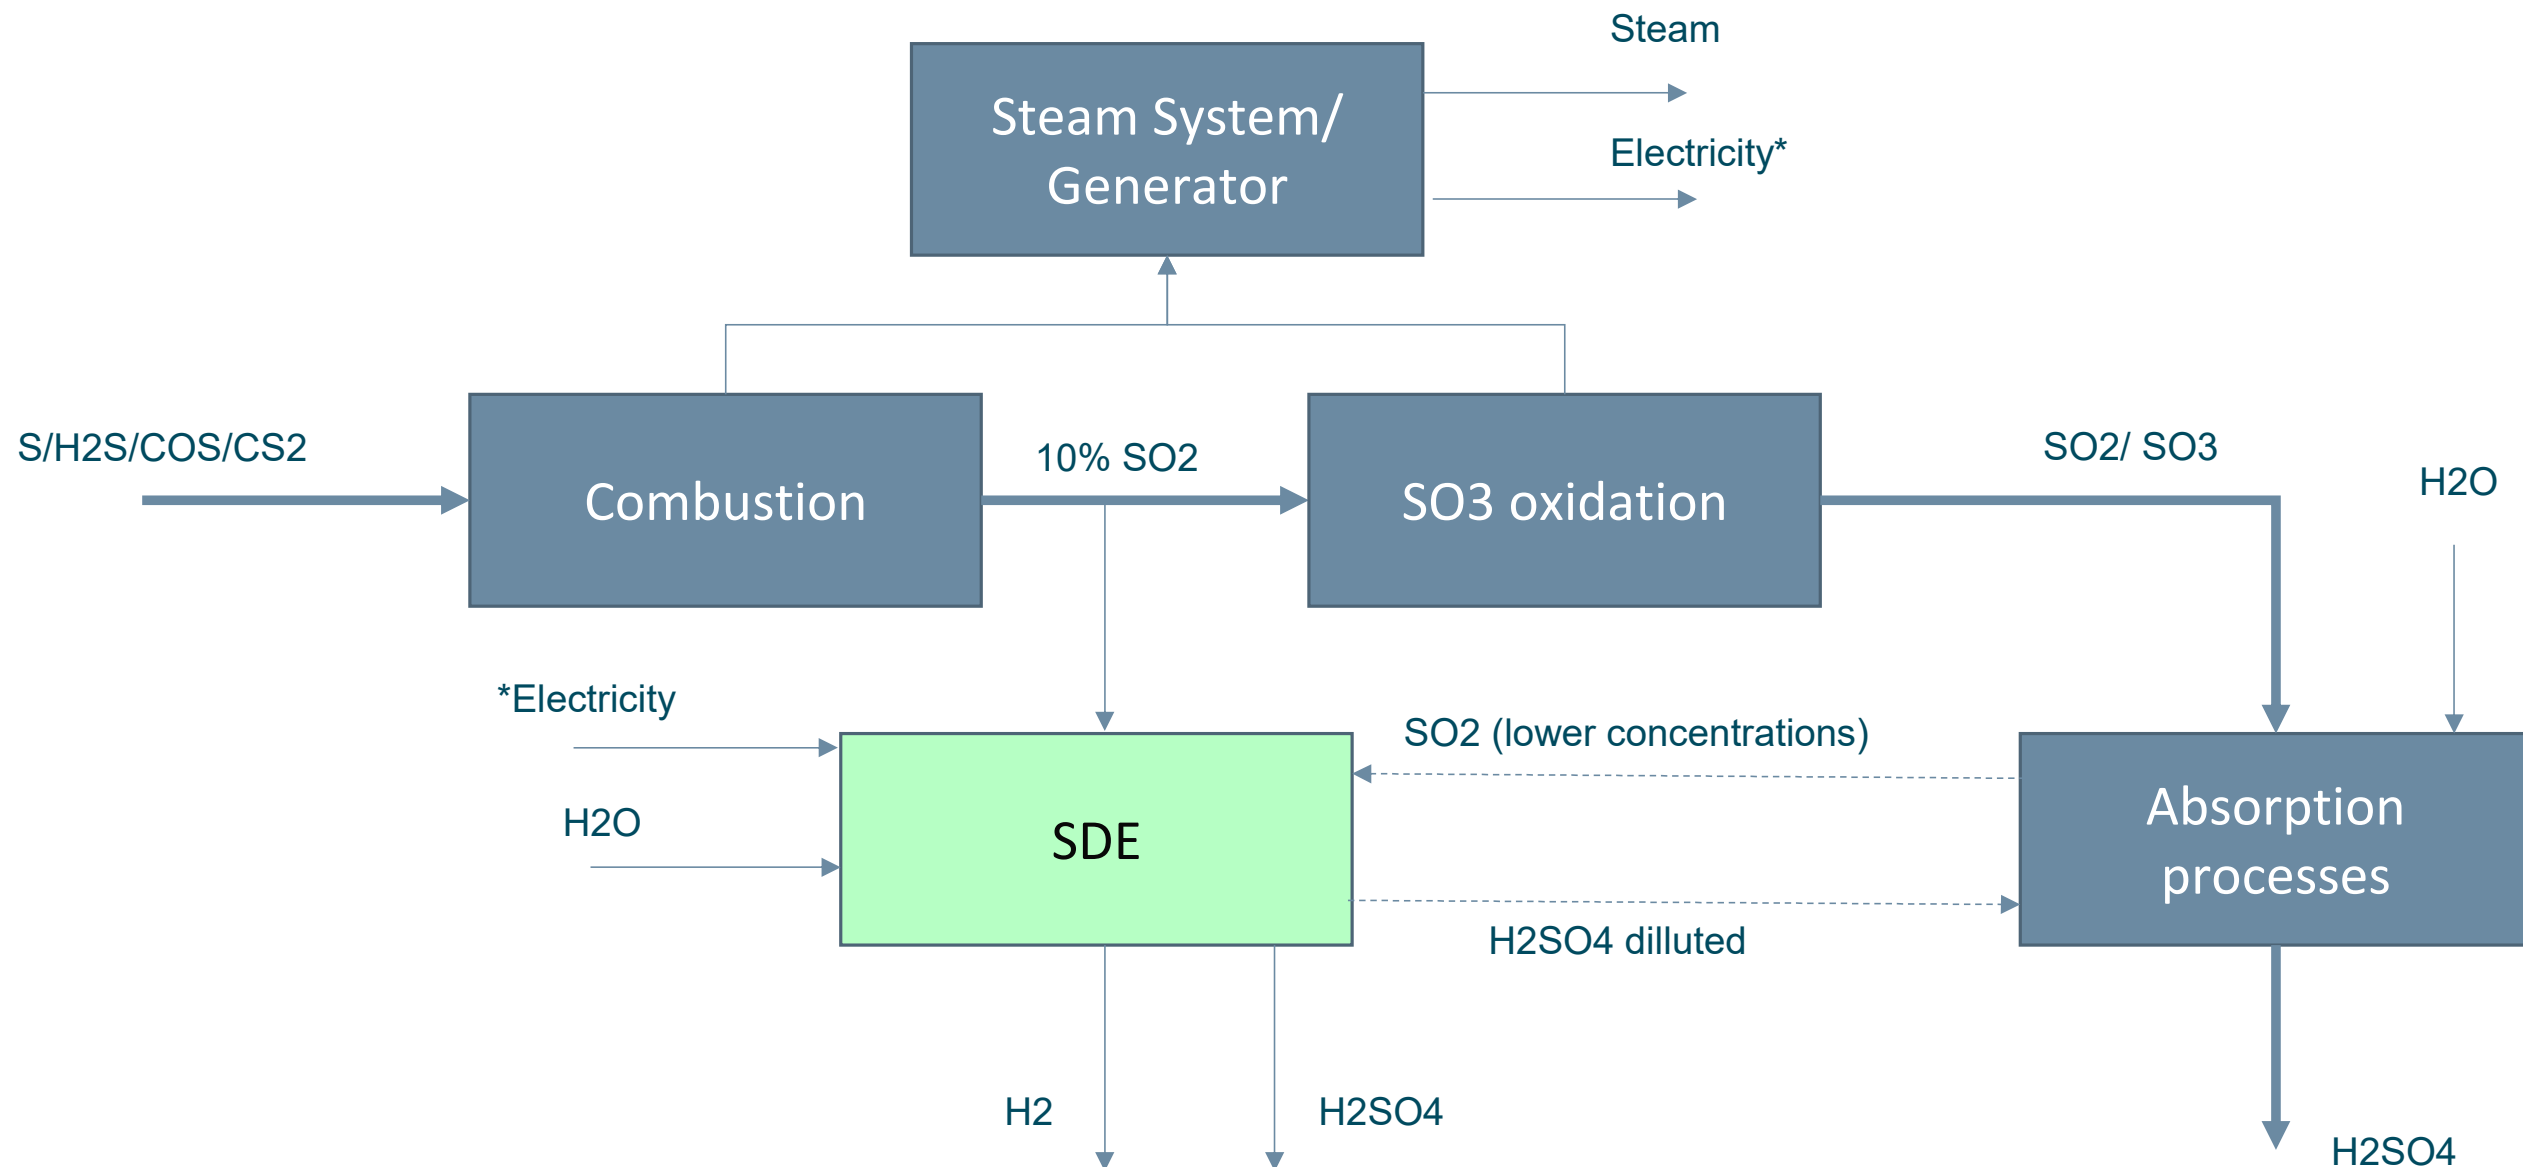 Steam
Steam System/
Generator
Electricity*
S/H2S/COS/CS2
Combustion
10% SO2
SO3 oxidation
SO2/ SO3
H2O
*Electricity
H2O
SDE
SO2 (lower concentrations)
H2SO4 dilluted
Absorption
processes
H2
H2SO4
H2SO4